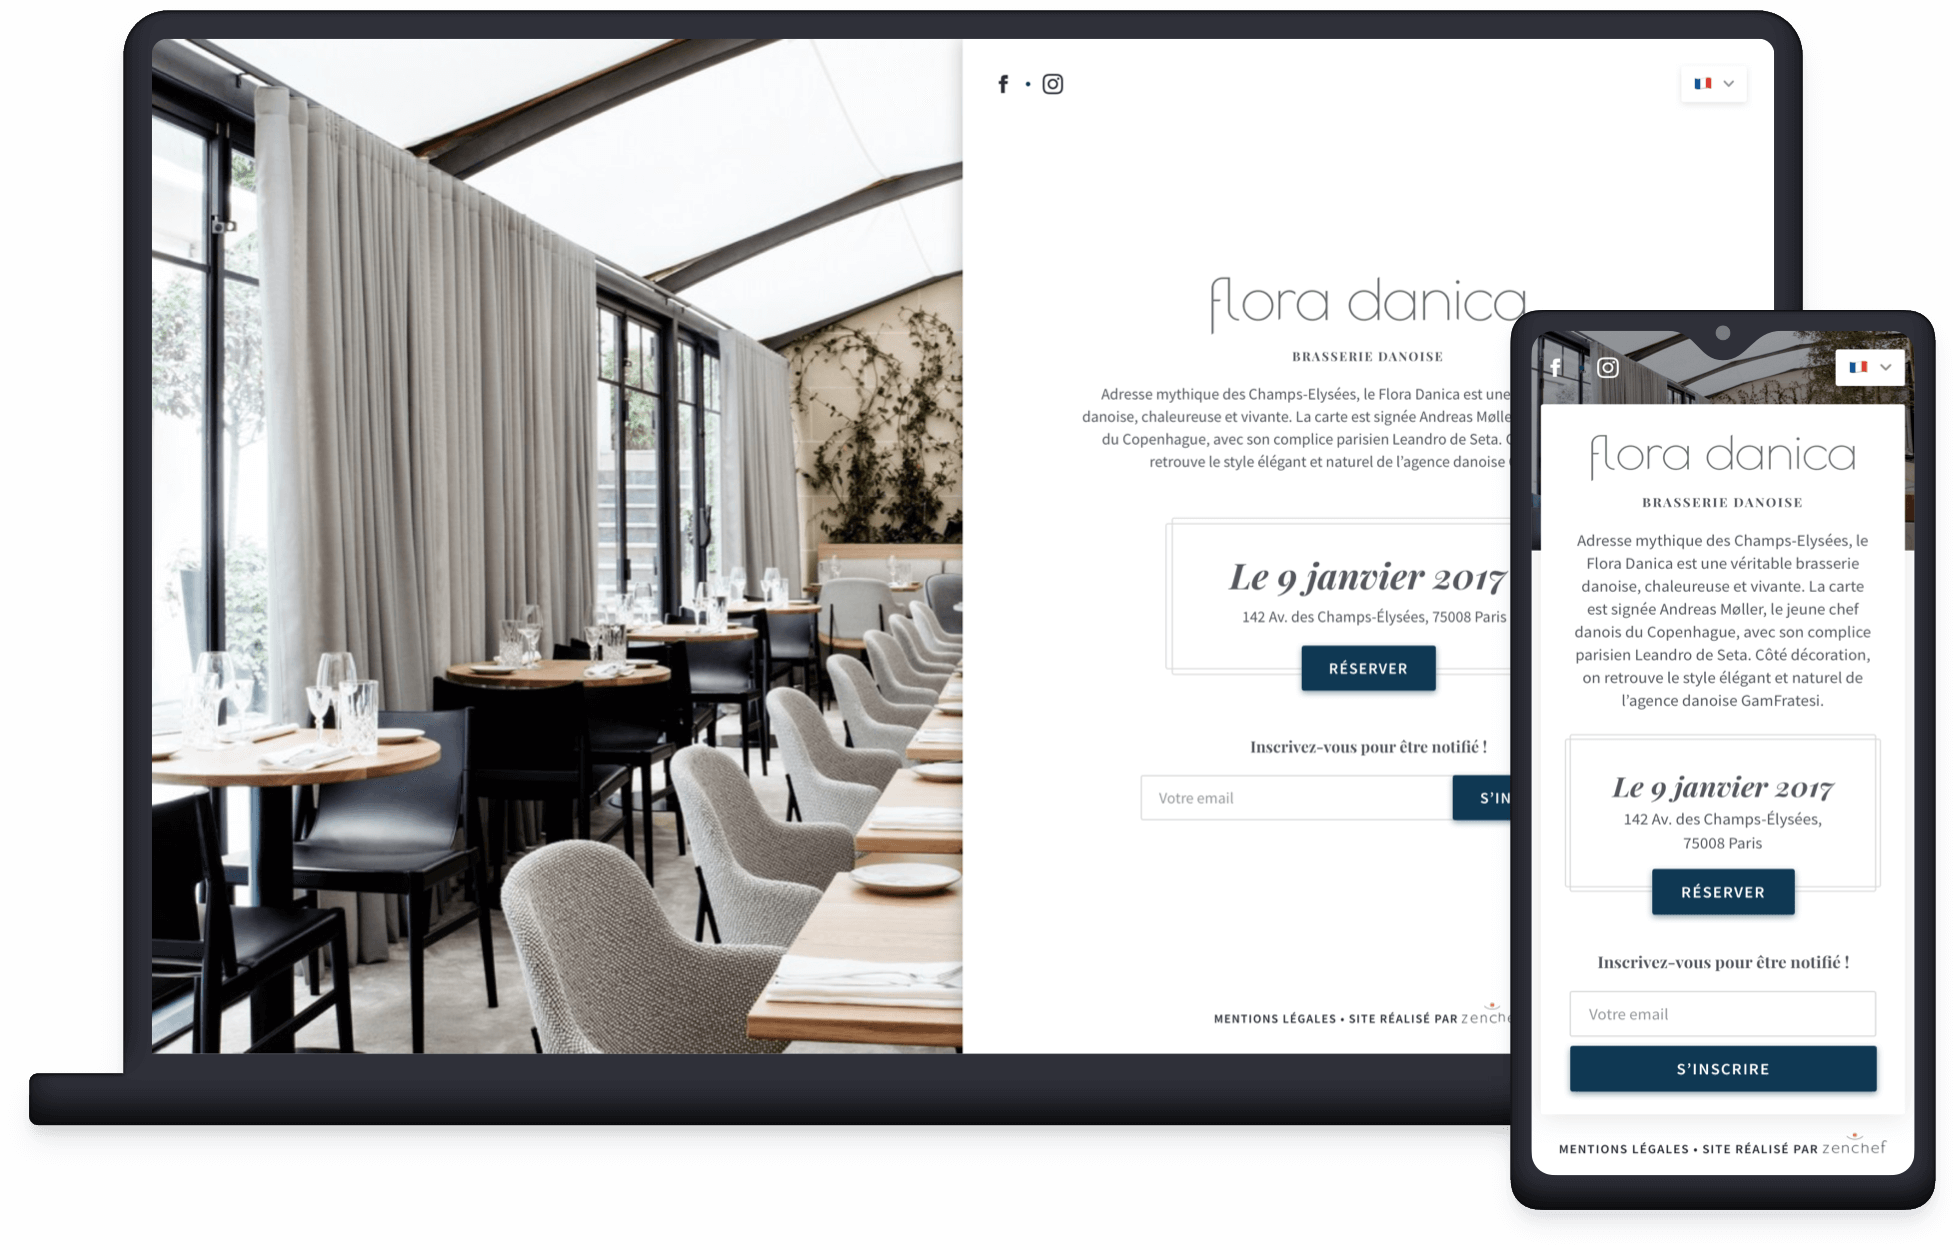 flora danica
BRASSERIE DANOISE
Adresse mythique des Champs-Elysées, le Flora Danica est une
danoise, chaleureuse et vivante. La carte est signée Andreas Mølle
du Copenhague, avec son complice parisien Leandro de Seta.
retrouve le style élégant et naturel de l'agence danoise
Le 9 janvier 2017
142 Av. des Champs-Élysées, 75008 Paris
RÉSERVER
Inscrivez-vous pour être notifié !
Votre email
S'IN
MENTIONS LÉGALES • SITE RÉALISÉ PAR zenche
flora danica
BRASSERIE DANOISE
Adresse mythique des Champs-Elysées, le
Flora Danica est une véritable brasserie
danoise, chaleureuse et vivante. La carte
est signée Andreas Møller, le jeune chef
danois du Copenhague, avec son complice
parisien Leandro de Seta. Côté décoration,
on retrouve le style élégant et naturel de
l'agence danoise GamFratesi.
Le 9 janvier 2017
142 Av. des Champs-Élysées,
75008 Paris
RÉSERVER
Inscrivez-vous pour être notifié !
Votre email
S'INSCRIRE
MENTIONS LÉGALES • SITE RÉALISÉ PAR zenchef